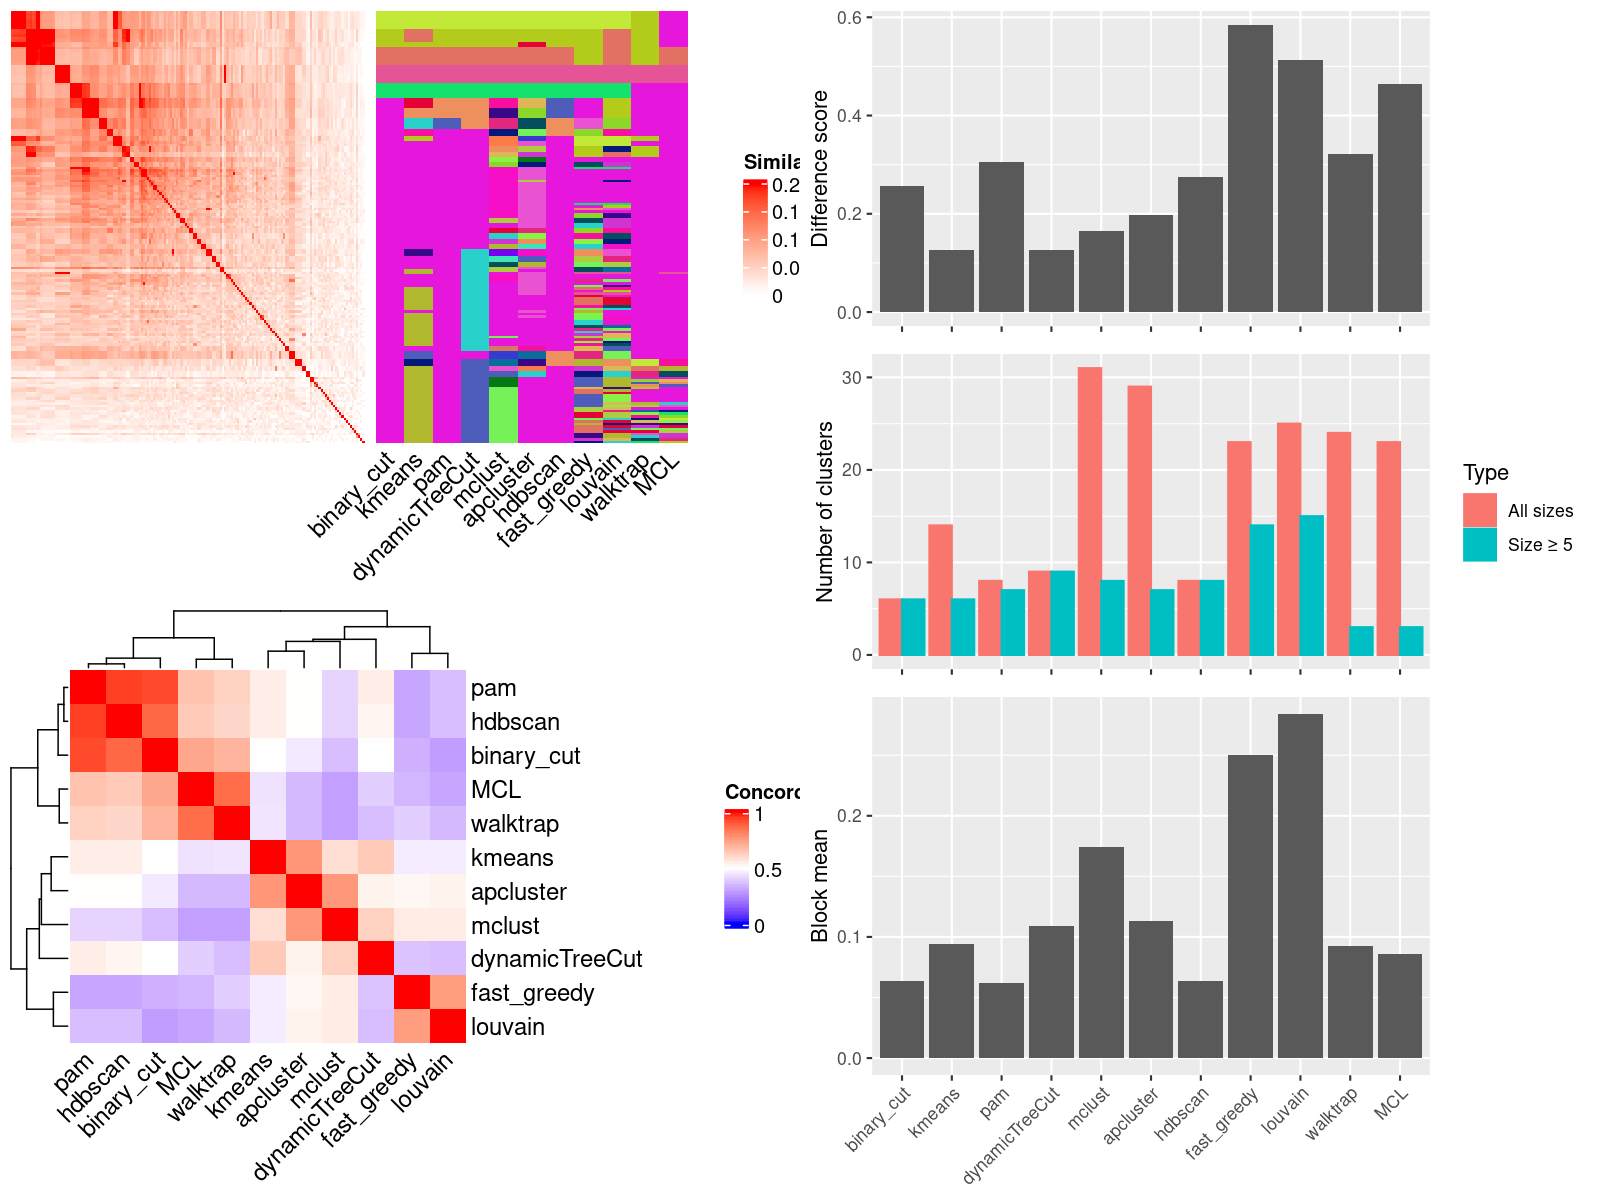 Simila
0.2
0.1
0.1
0.0
0
binary_cut
kmeans
pam
dynamicTreeCut
mclust
apcluster
hdbscan
fast_greedy
louvain
walktrap
MCL
pam
hdbscan
binary_cut
MCL
walktrap
kmeans
apcluster
mclust
dynamicTreeCut
fast_greedy
louvain
pam
hdbscan
binary_cut
MCL
walktrap
kmeans
apcluster
mclust
dynamicTreeCut
fast_greedy
louvain
Concord
1
0.5
0
Difference score
0.6
0.4
0.2
0.0
Number of clusters
30
20
10
0
Type
All sizes
Size ≥ 5
Block mean
0.2
0.1
0.0
binary_cut
kmeans
pam
dynamicTreeCut
mclust
apcluster
hdbscan
fast_greedy
louvain
walktrap
MCL